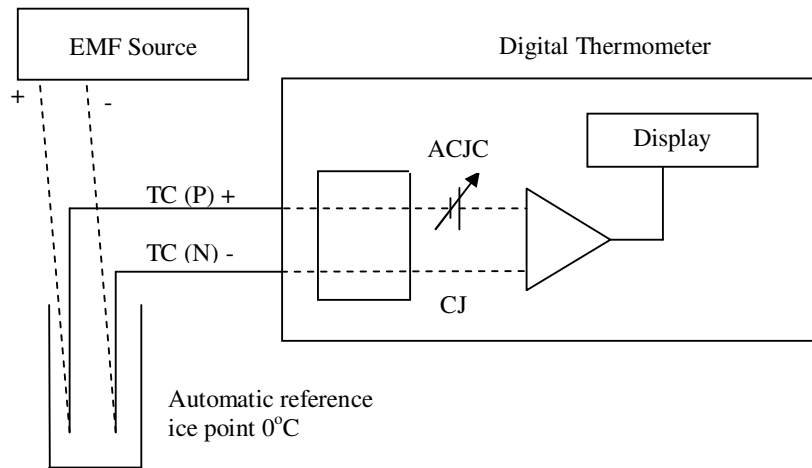 EMF Source
Digital Thermometer
+
-
Display
ACJC
TC (P) +
TC (N) -
CJ
Automatic reference
ice point 0°C